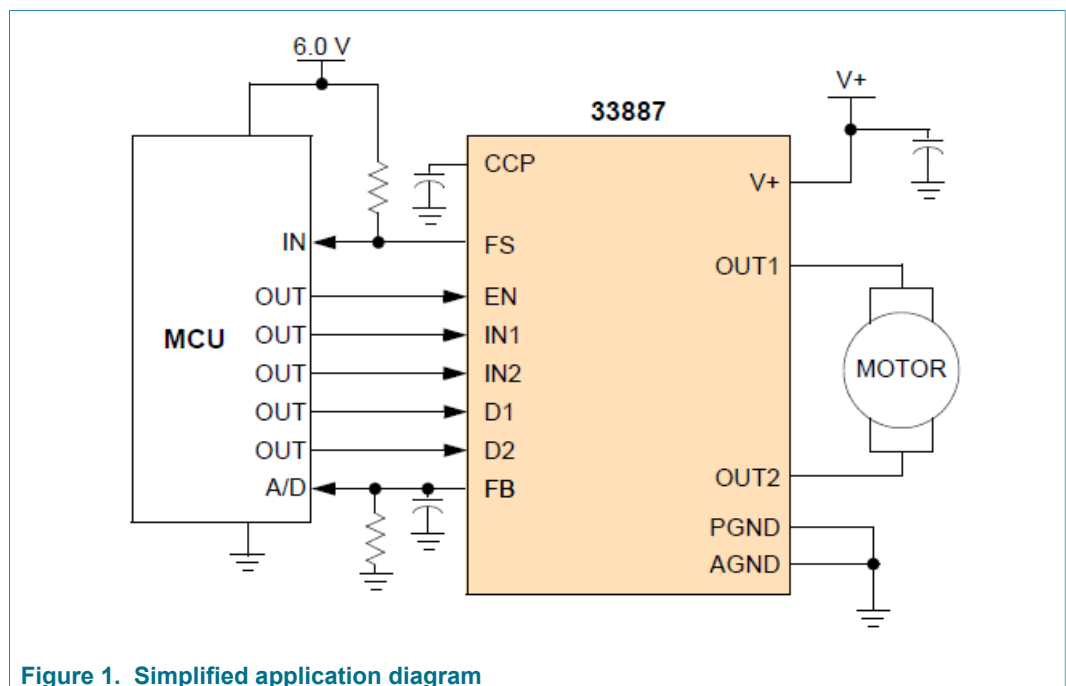 6.0 V
V+
33887
CCP
V+
IN
FS
OUT1
OUT
EN
MCU
OUT
IN1
OUT
IN2
MOTOR
OUT
D1
OUT
D2
A/D
FB
OUT2
PGND
AGND
Figure 1. Simplified application diagram